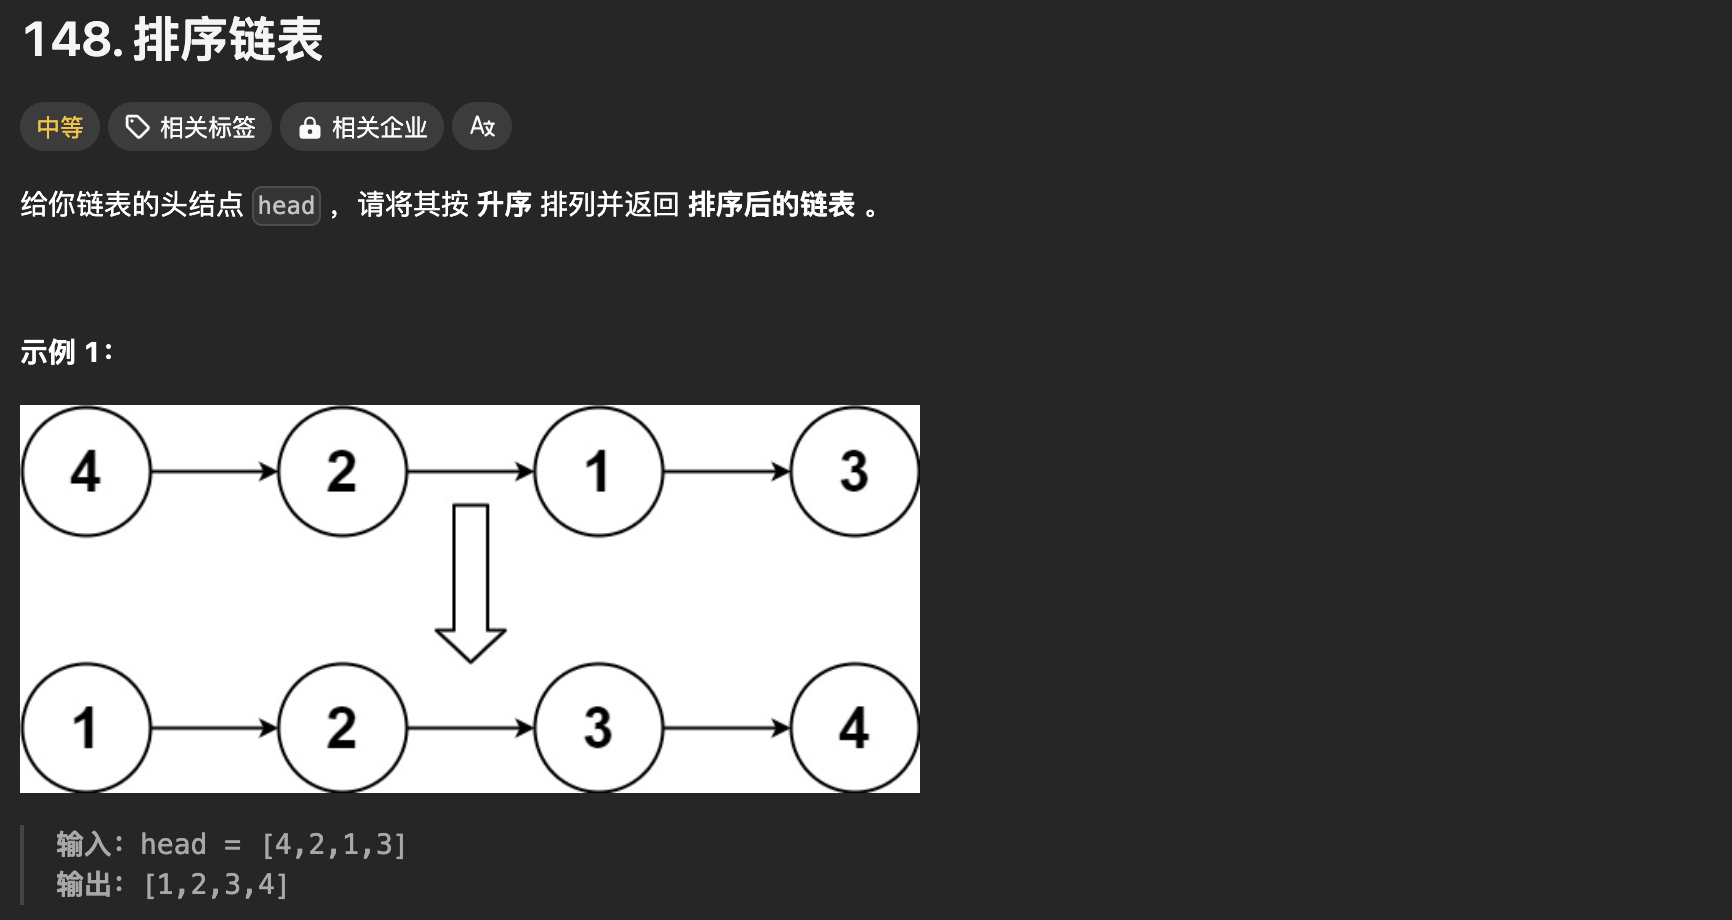 148. 排序链表
中等 相关标签 相关企业 A文
给你链表的头结点 head ，请将其按 升序 排列并返回 排序后的链表 。
示例 1：
4 2 1 3
1 2 3 4
输入：head = [4,2,1,3]
输出：[1,2,3,4]